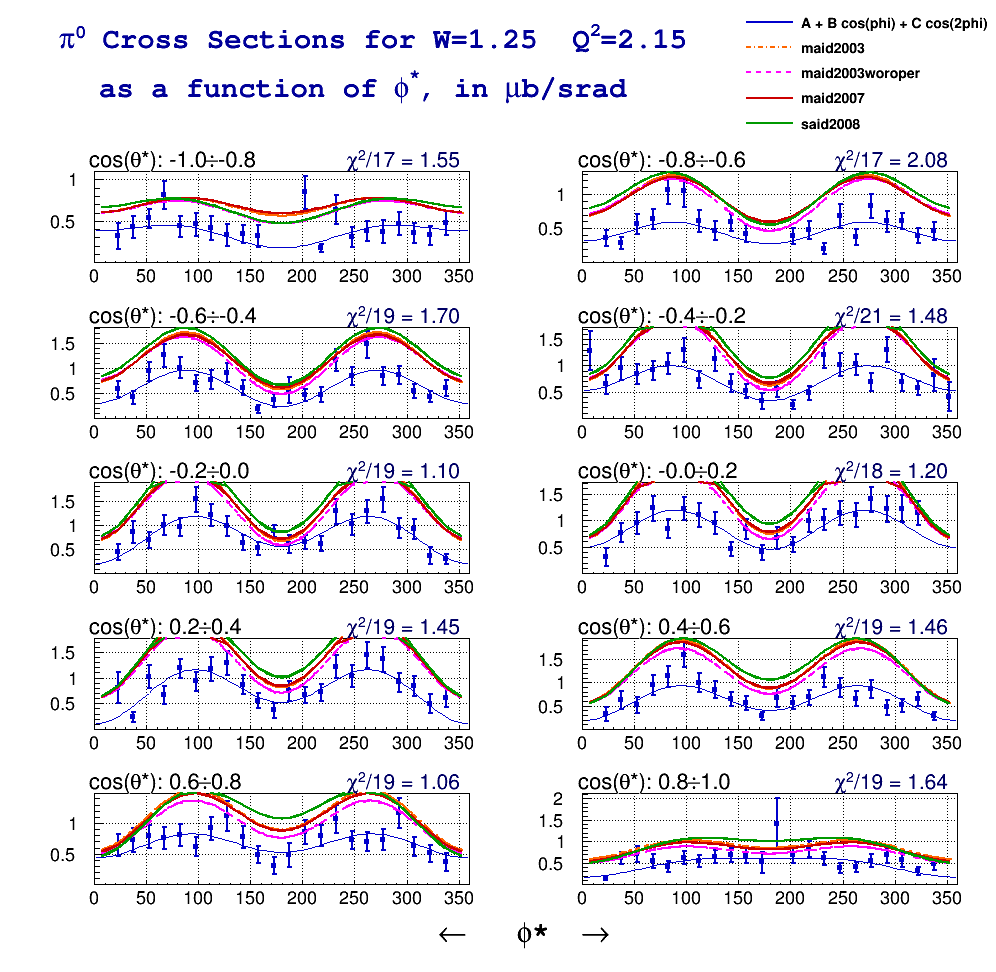 π⁰ Cross Sections for W=1.25 Q²=2.15
as a function of ϕ*, in μb/srad
A + B cos(phi) + C cos(2phi)
maid2003
maid2003woroper
maid2007
said2008
cos(θ*): -1.0÷-0.8 χ²/17 = 1.55
1
0.5
0 50 100 150 200 250 300 350
cos(θ*): -0.8÷-0.6 χ²/17 = 2.08
1
0.5
0 50 100 150 200 250 300 350
cos(θ*): -0.6÷-0.4 χ²/19 = 1.70
1.5
1
0.5
0 50 100 150 200 250 300 350
cos(θ*): -0.4÷-0.2 χ²/21 = 1.48
1.5
1
0.5
0 50 100 150 200 250 300 350
cos(θ*): -0.2÷0.0 χ²/19 = 1.10
1.5
1
0.5
0 50 100 150 200 250 300 350
cos(θ*): -0.0÷0.2 χ²/18 = 1.20
1.5
1
0.5
0 50 100 150 200 250 300 350
cos(θ*): 0.2÷0.4 χ²/19 = 1.45
1.5
1
0.5
0 50 100 150 200 250 300 350
cos(θ*): 0.4÷0.6 χ²/19 = 1.46
1.5
1
0.5
0 50 100 150 200 250 300 350
cos(θ*): 0.6÷0.8 χ²/19 = 1.06
1
0.5
0 50 100 150 200 250 300 350
cos(θ*): 0.8÷1.0 χ²/19 = 1.64
2
1.5
1
0.5
0 50 100 150 200 250 300 350
← ϕ* →